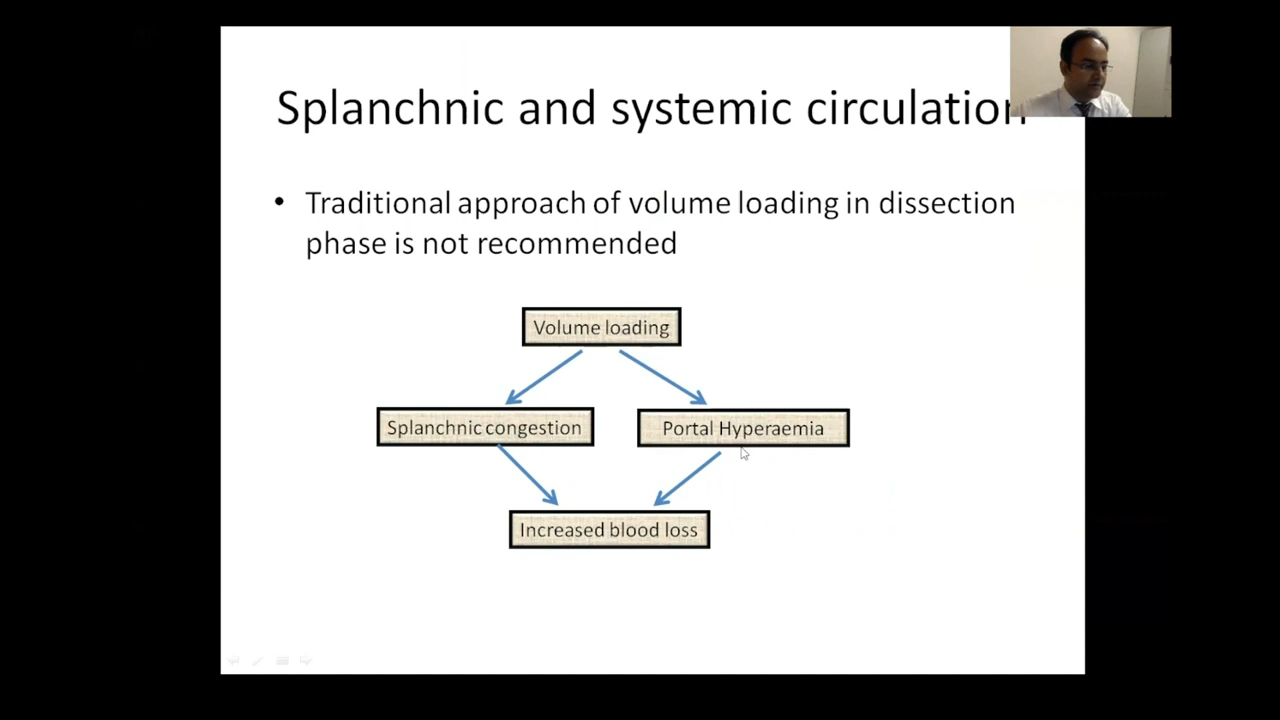 Splanchnic and systemic circulation
• Traditional approach of volume loading in dissection
phase is not recommended
Volume loading
Splanchnic congestion
Portal Hyperaemia
Increased blood loss